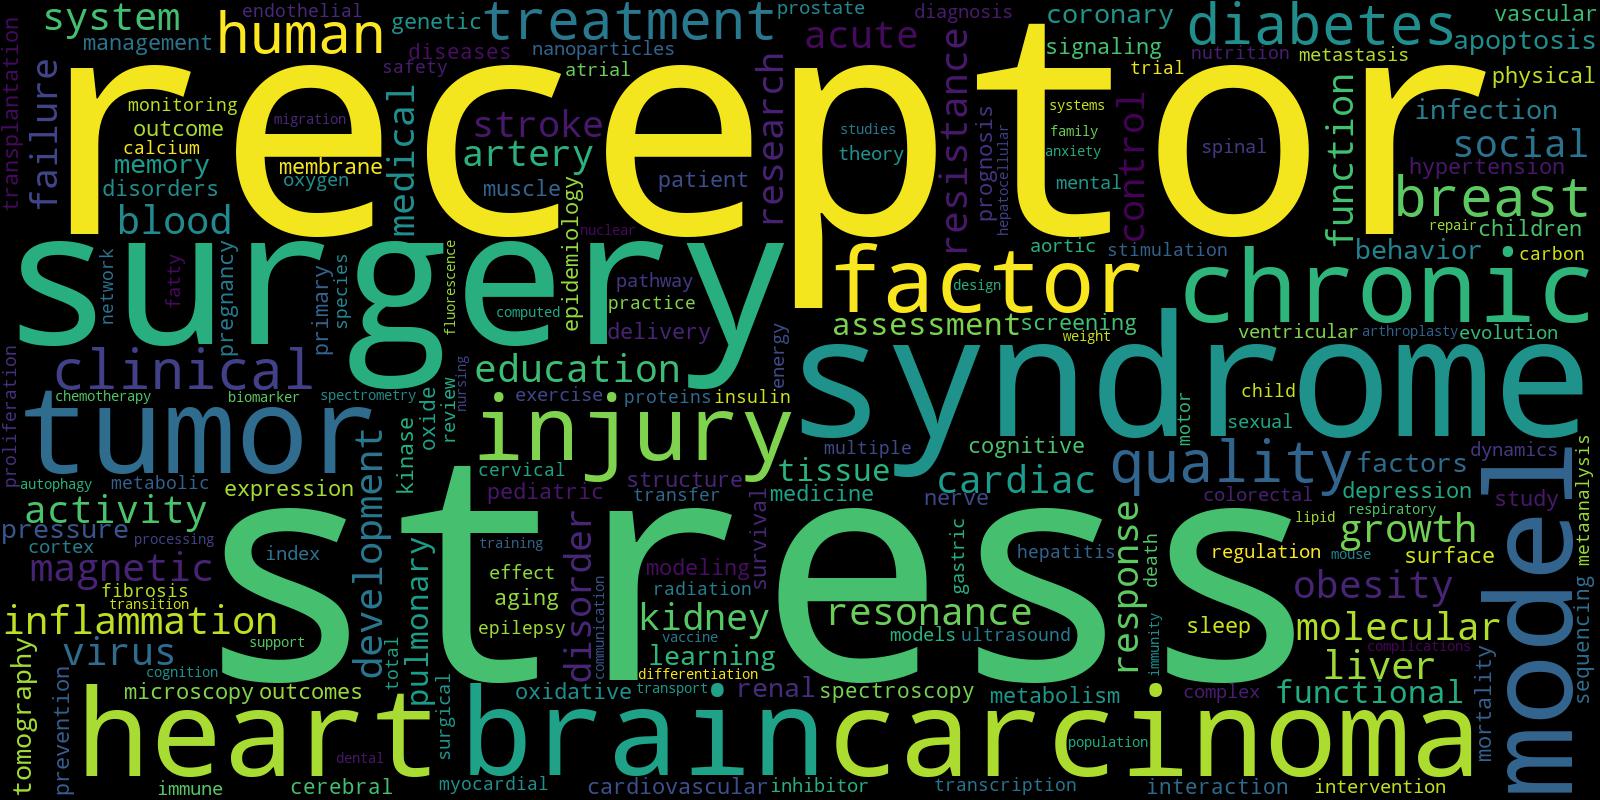 receptor
surgery
stress
syndrome
model
heart
brain
carcinoma
tumor
injury
factor
chronic
treatment
human
system
management
endothelial
genetic
diseases
safety
nanoparticles
atrial
prostate
acute
diagnosis
coronary
signaling
trial
diabetes
nutrition
metastasis
vascular
apoptosis
physical
transplantation
failure
monitoring
outcome
calcium
memory
disorders
blood
migration
membrane
oxygen
medical
stroke
artery
muscle
patient
research
studies
theory
resistance
prognosis
hepatocellular
systems
family
anxiety
mental
control
spinal
function
infection
social
hypertension
breast
repair
children
behavior
carbon
aortic
stimulation
nuclear
epidemiology
network
fatty
pregnancy
primary
species
fluorescence
computed
pathway
practice
delivery
design
assessment
screening
weight
ventricular
arthroplasty
evolution
energy
clinical
education
nursing
proliferation
chemotherapy
biomarker
spectrometry
oxide
review
exercise
proteins
insulin
child
sexual
motor
multiple
cognitive
quality
factors
dynamics
metaanalysis
autophagy
metabolic
expression
kinase
cervical
pediatric
structure
transfer
tissue
medicine
cardiac
nerve
colorectal
depression
respiratory
study
activity
pressure
cortex
processing
magnetic
index
development
pulmonary
training
effect
aging
epilepsy
disorder
communication
survival
modeling
radiation
kidney
vaccine
learning
differentiation
gastric
hepatitis
resonance
models
ultrasound
response
death
immunity
lipid
growth
regulation
mouse
surface
obesity
sleep
molecular
complications
liver
sequencing
fibrosis
transition
inflammation
support
virus
cognition
total
tomography
prevention
microscopy
outcomes
surgical
oxidative
transport
renal
spectroscopy
metabolism
complex
functional
mortality
dental
population
immune
cerebral
myocardial
cardiovascular
inhibitor
transcription
interaction
intervention